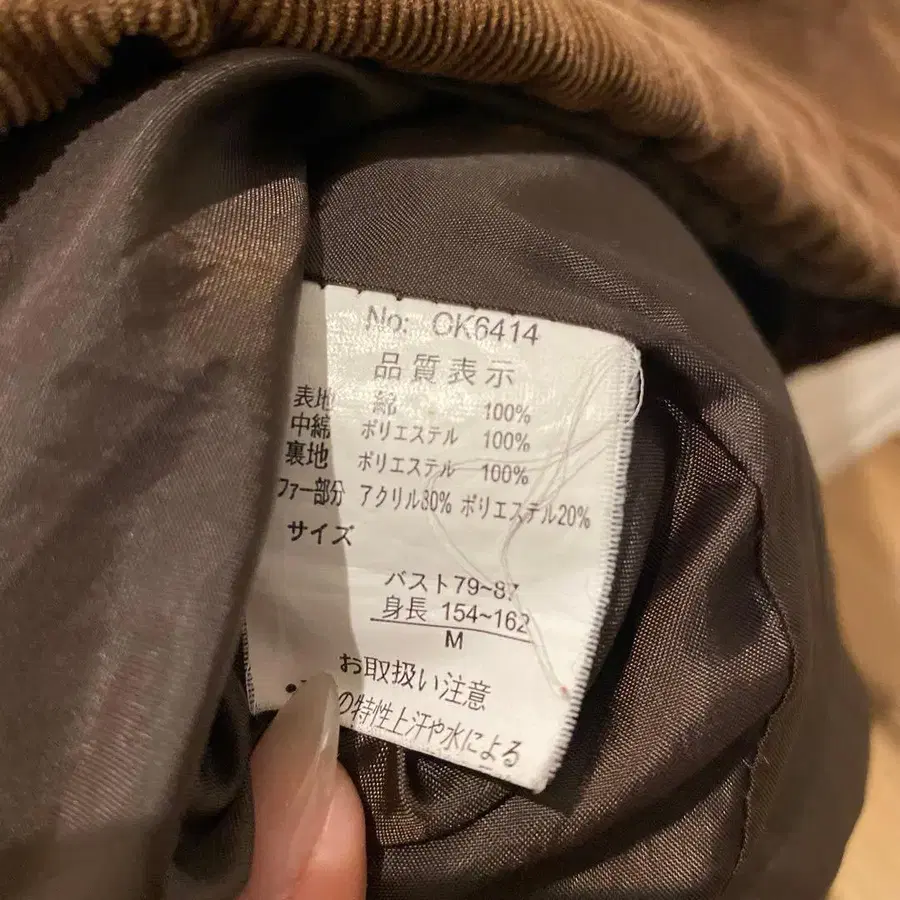 No: CK6414
品質表示
表地 綿 100%
中綿 ポリエステル 100%
裏地 ポリエステル 100%
ファー部分 アクリル80% ポリエステル20%
サイズ
バスト79~87
身長 154~162
M
お取扱い注意
の特性上汗や水による